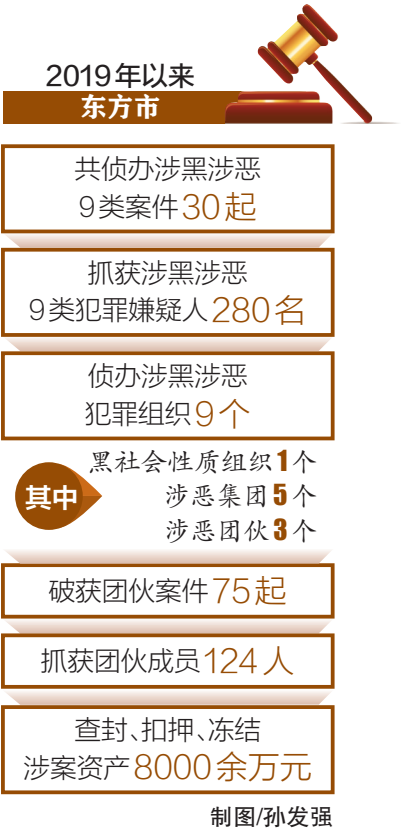 2019年以来
东方市
共侦办涉黑涉恶
9类案件30起
抓获涉黑涉恶
9类犯罪嫌疑人280名
侦办涉黑涉恶
犯罪组织9个
其中
黑社会性质组织1个
涉恶集团5个
涉恶团伙3个
破获团伙案件75起
抓获团伙成员124人
查封、扣押、冻结
涉案资产8000余万元
制图/孙发强